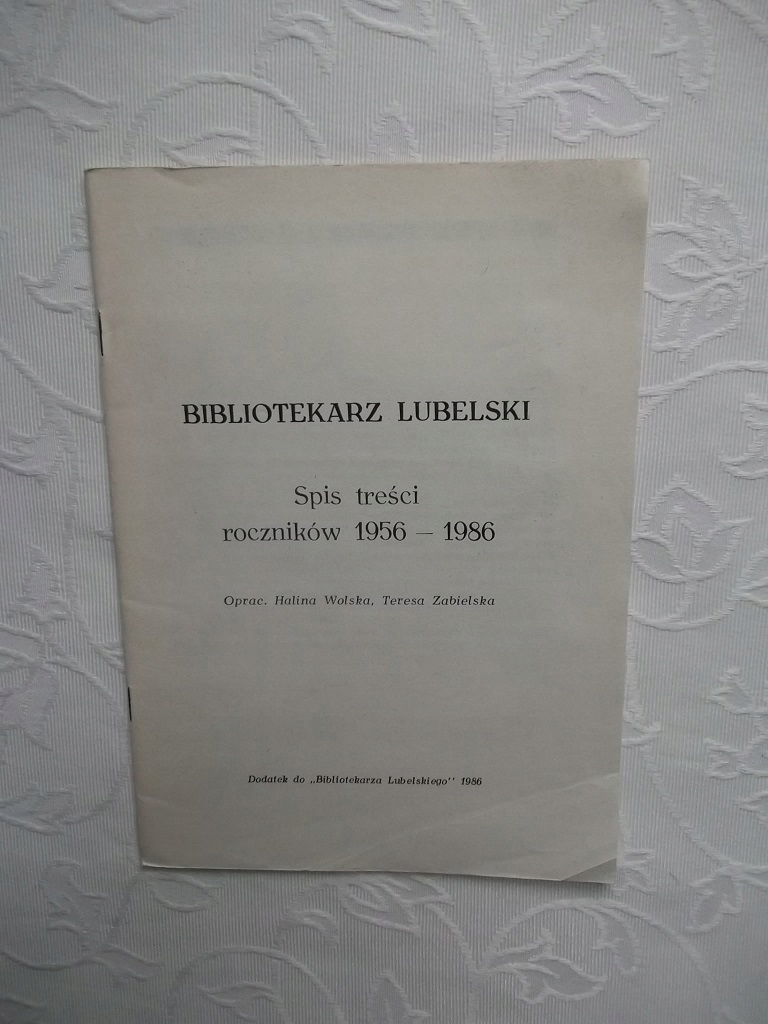 BIBLIOTEKARZ LUBELSKI
Spis treści
roczników 1956 — 1986
Oprac. Halina Wolska, Teresa Zabielska
Dodatek do „Bibliotekarza Lubelskiego" 1986